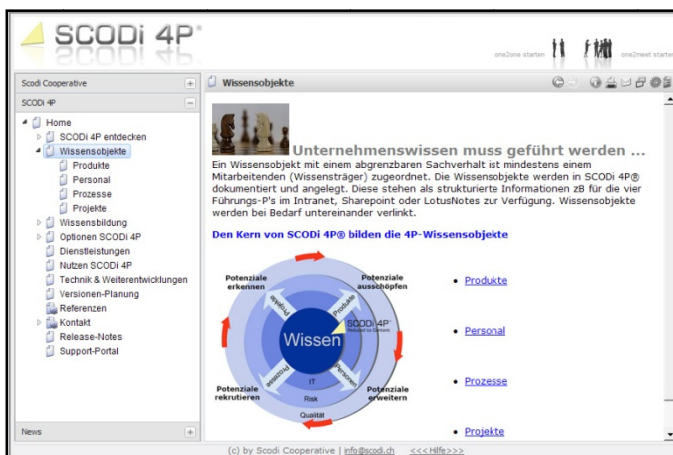 SCODi 4P®
one2one starten
one2meet starten
Scodi Cooperative
SCODi 4P
Home
SCODi 4P entdecken
Wissensobjekte
Produkte
Personal
Prozesse
Projekte
Wissensbildung
Optionen SCODi 4P
Dienstleistungen
Nutzen SCODi 4P
Technik & Weiterentwicklungen
Versionen-Planung
Referenzen
Kontakt
Release-Notes
Support-Portal
News
Wissensobjekte
Unternehmenswissen muss geführt werden ...
Ein Wissensobjekt mit einem abgrenzbaren Sachverhalt ist mindestens einem
Mitarbeitenden (Wissensträger) zugeordnet. Die Wissensobjekte werden in SCODi 4P®
dokumentiert und angelegt. Diese stehen als strukturierte Informationen zB für die vier
Führungs-P's im Intranet, Sharepoint oder LotusNotes zur Verfügung. Wissensobjekte
werden bei Bedarf untereinander verlinkt.
Den Kern von SCODi 4P® bilden die 4P-Wissensobjekte
Potenziale
erkennen
Potenziale
ausschöpfen
Projekte
Produkte
SCODi 4P
Wissen
Prozesse
Personen
IT
Risk
Qualität
Potenziale
rekrutieren
Potenziale
erweitern
Produkte
Personal
Prozesse
Projekte
(c) by Scodi Cooperative | info@scodi.ch <<<Hilfe>>>